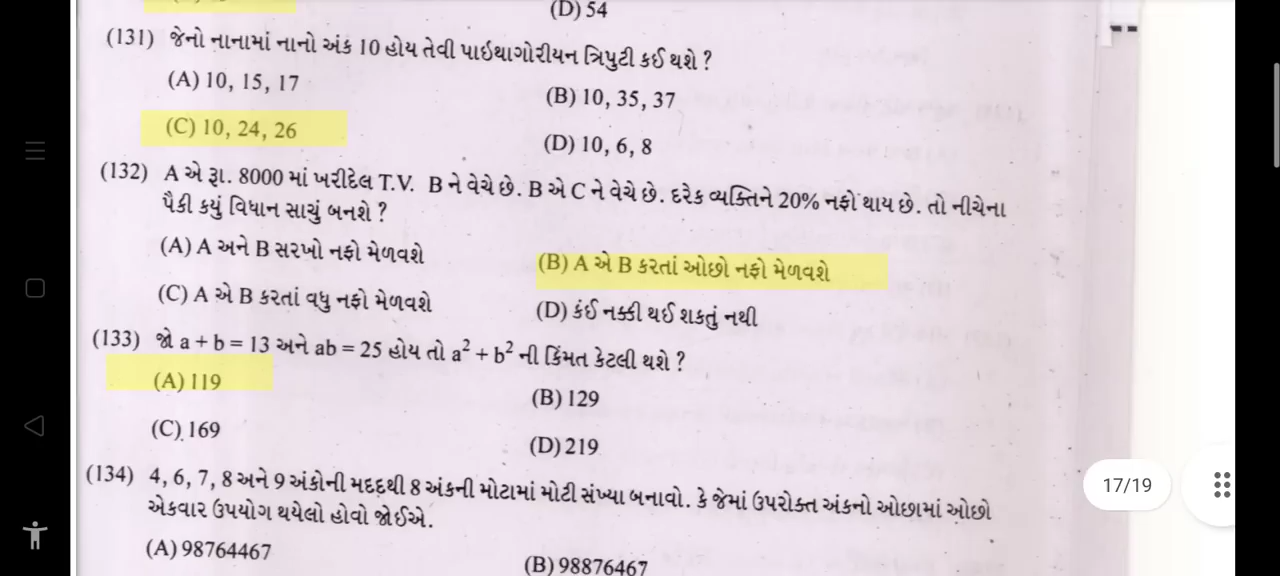 (D) 54
(131) જેનો નાનામાં નાનો અંક 10 હોય તેવી પાઇથાગોરીયન ત્રિપુટી કઈ થશે ?
(A) 10, 15, 17
(B) 10, 35, 37
(C) 10, 24, 26
(D) 10, 6, 8
(132) A એ રૂા. 8000 માં ખરીદેલ T.V. B ને વેચે છે. B એ C ને વેચે છે. દરેક વ્યક્તિને 20% નફો થાય છે. તો નીચેના
પૈકી કયું વિધાન સાચું બનશે ?
(A) A અને B સરખો નફો મેળવશે
(B) A એ B કરતાં ઓછો નફો મેળવશે
(C) A એ B કરતાં વધુ નફો મેળવશે
(D) કંઈ નક્કી થઈ શકતું નથી
(133) જો a + b = 13 અને ab = 25 હોય તો a² + b² ની કિંમત કેટલી થશે ?
(A) 119
(B) 129
(C) 169
(D) 219
(134) 4, 6, 7, 8 અને 9 અંકોની મદદથી 8 અંકની મોટામાં મોટી સંખ્યા બનાવો. કે જેમાં ઉપરોક્ત અંકનો ઓછામાં ઓછો
એકવાર ઉપયોગ થયેલો હોવો જોઈએ.
17/19
(A) 98764467
(B) 98876467